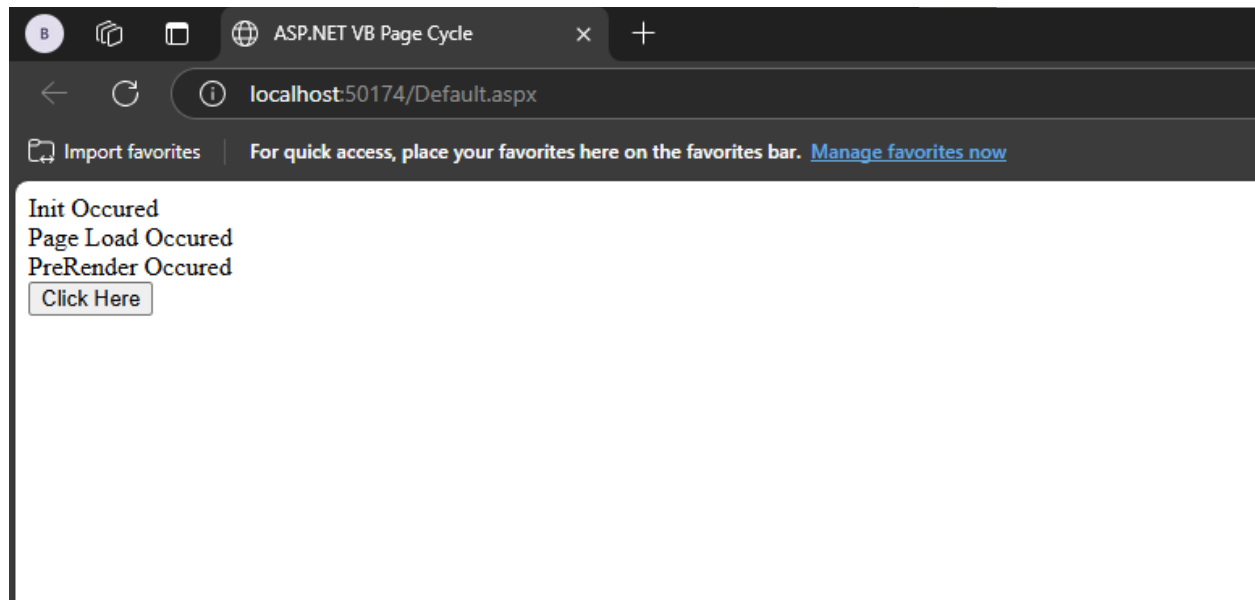 B
ASP.NET VB Page Cycle
localhost:50174/Default.aspx
Import favorites For quick access, place your favorites here on the favorites bar. Manage favorites now
Init Occured
Page Load Occured
PreRender Occured
Click Here